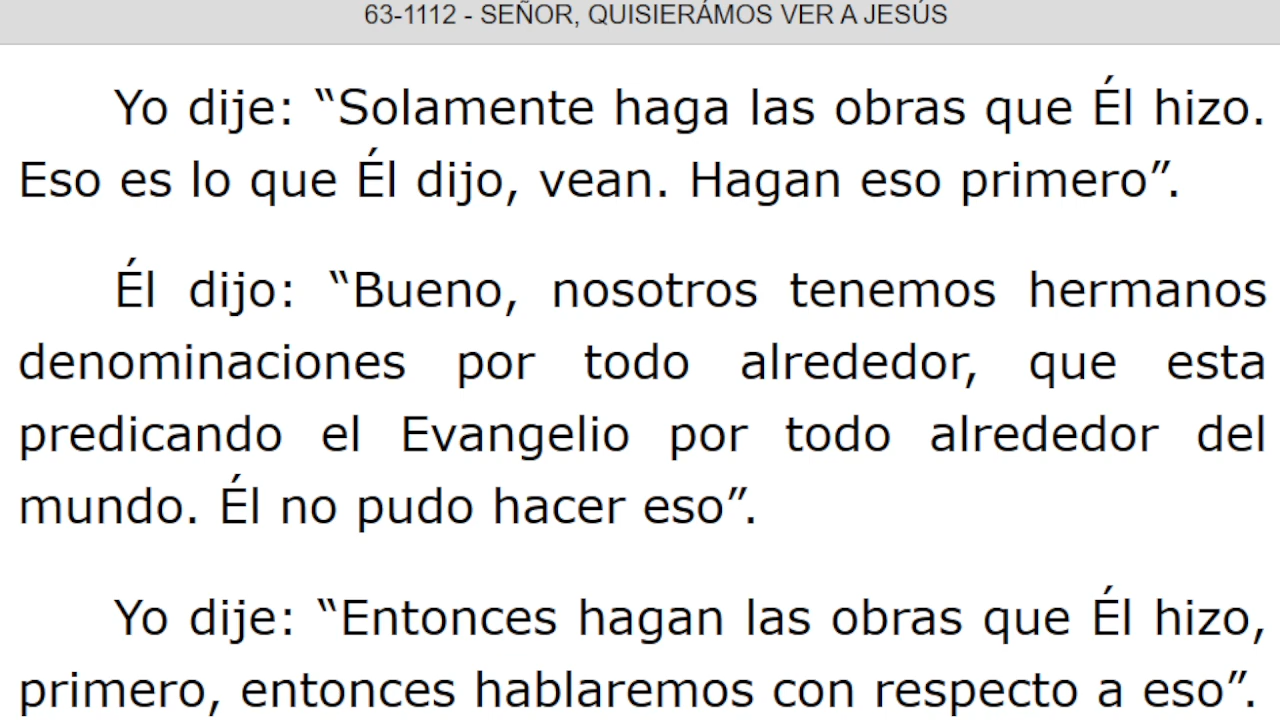 63-1112 - SEÑOR, QUISIERÁMOS VER A JESÚS
Yo dije: “Solamente haga las obras que Él hizo.
Eso es lo que Él dijo, vean. Hagan eso primero”.
Él dijo: “Bueno, nosotros tenemos hermanos
denominaciones por todo alrededor, que esta
predicando el Evangelio por todo alrededor del
mundo. Él no pudo hacer eso”.
Yo dije: “Entonces hagan las obras que Él hizo,
primero, entonces hablaremos con respecto a eso”.